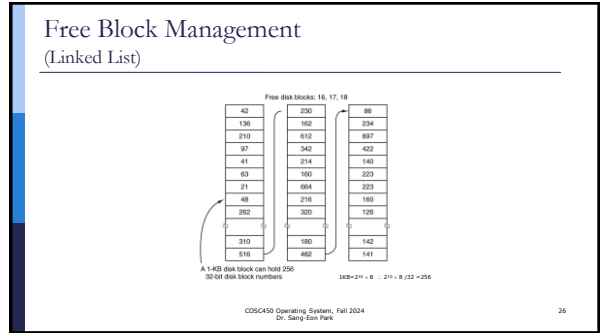 Free Block Management
(Linked List)
Free disk blocks: 16, 17, 18
42 230 86
136 162 234
210 612 897
97 342 422
41 214 140
63 160 223
21 664 223
48 216 160
262 320 126
310 180 142
516 482 141
A 1-KB disk block can hold 256
32-bit disk block numbers
1KB=2¹⁰ × 8 ∴ 2¹⁰ × 8 /32 =256
COSC450 Operating System, Fall 2024
Dr. Sang-Eon Park
26